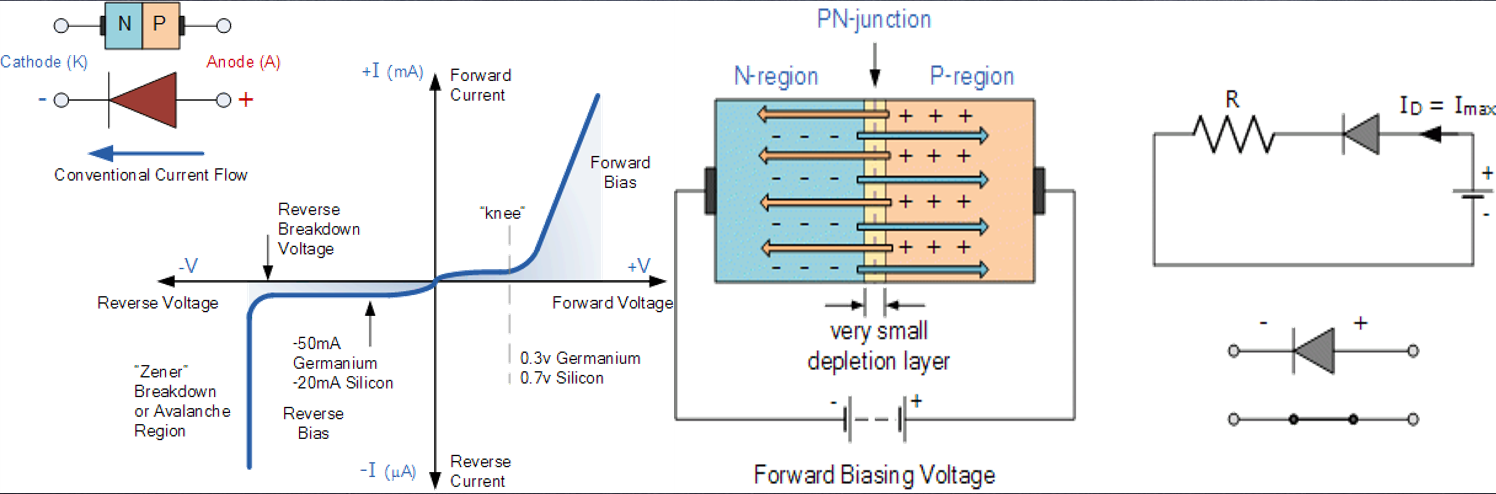 N P
Cathode (K)
Anode (A)
- +
Conventional Current Flow
+I (mA)
Forward
Current
Forward
Bias
"knee"
Reverse
Breakdown
Voltage
-V
+V
Reverse Voltage
Forward Voltage
-50mA
Germanium
-20mA Silicon
0.3v Germanium
0.7v Silicon
"Zener"
Breakdown
or Avalanche
Region
Reverse
Bias
-I (µA)
Reverse
Current
PN-junction
N-region P-region
+ + +
- - -
+ + +
- - -
+ + +
- - -
+ + +
- - -
very small
depletion layer
- +
Forward Biasing Voltage
R
I_D = I_max
+
-
- +